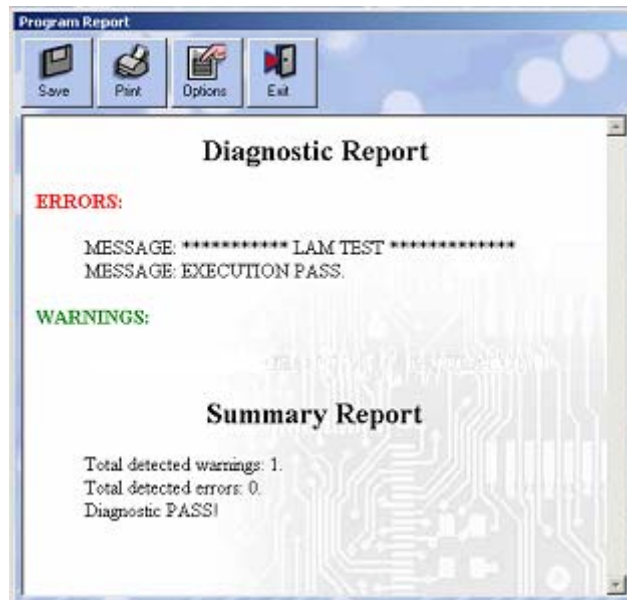 Program Report
Save Print Options Exit
Diagnostic Report
ERRORS:
MESSAGE: *********** LAM TEST *************
MESSAGE: EXECUTION PASS.
WARNINGS:
Summary Report
Total detected warnings: 1.
Total detected errors: 0.
Diagnostic PASS!